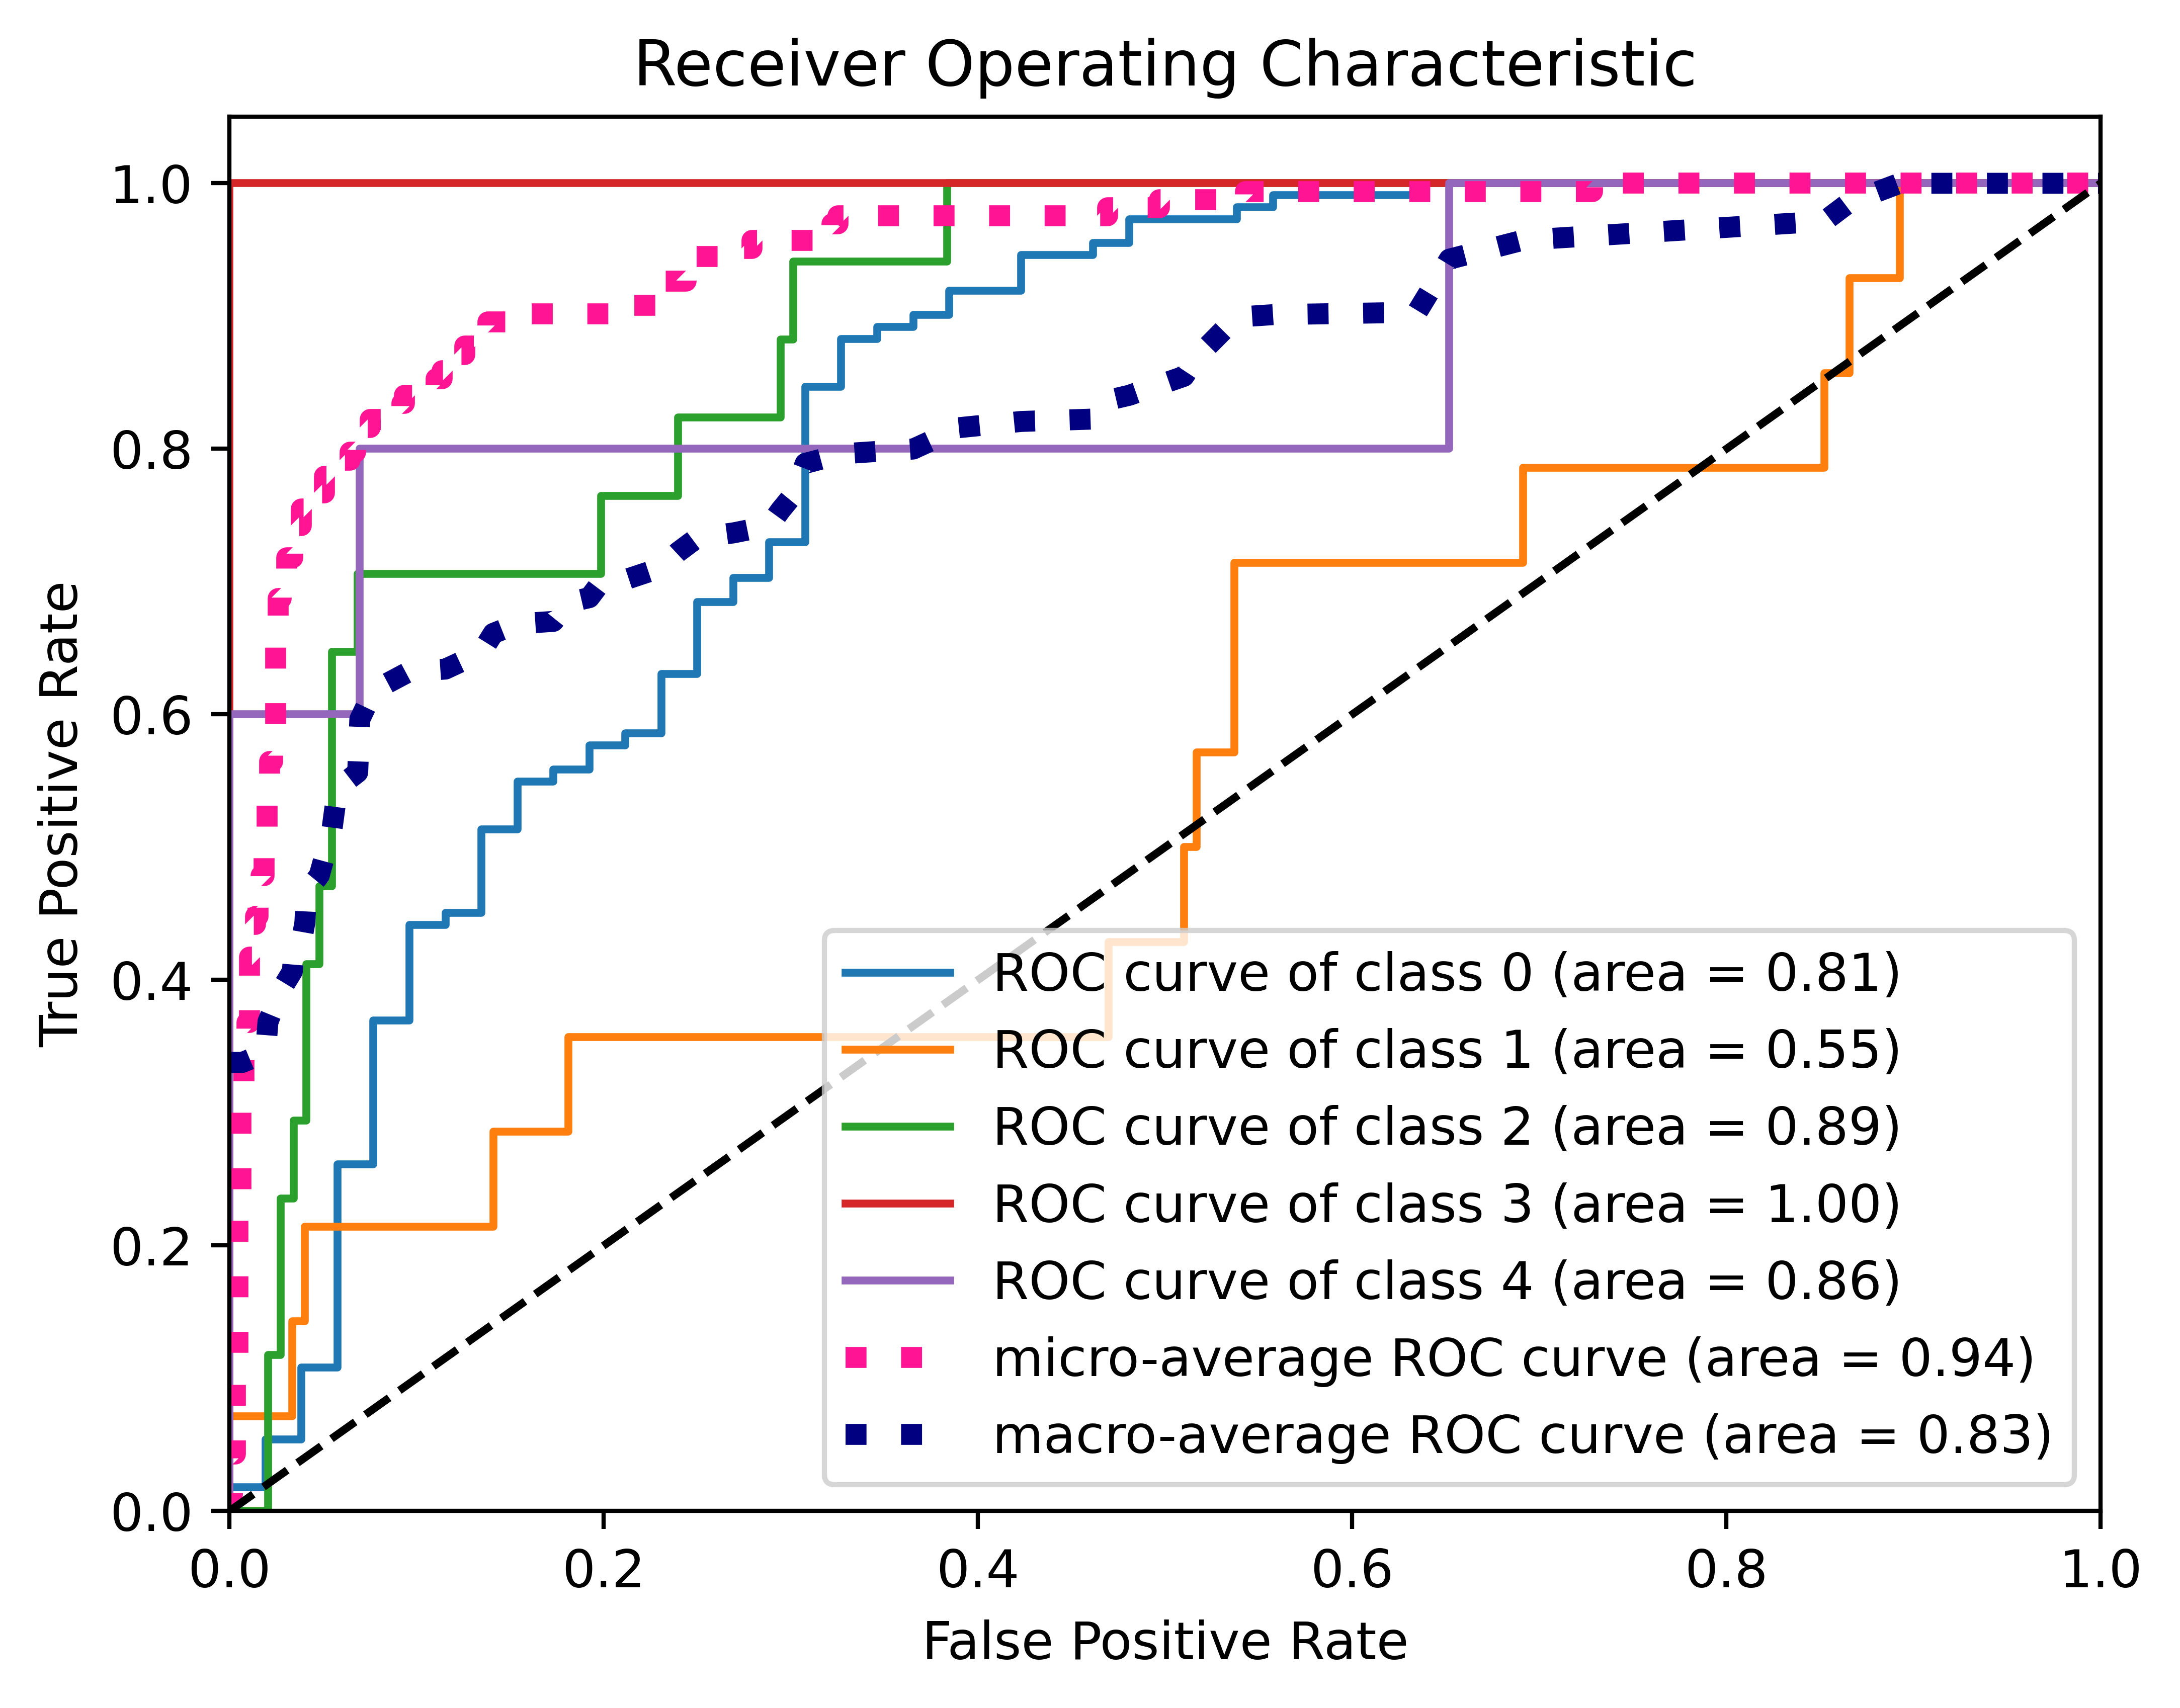 Receiver Operating Characteristic
1.0
0.8
0.6
0.4
0.2
0.0
True Positive Rate
ROC curve of class 0 (area = 0.81)
ROC curve of class 1 (area = 0.55)
ROC curve of class 2 (area = 0.89)
ROC curve of class 3 (area = 1.00)
ROC curve of class 4 (area = 0.86)
micro-average ROC curve (area = 0.94)
macro-average ROC curve (area = 0.83)
0.0 0.2 0.4 0.6 0.8 1.0
False Positive Rate